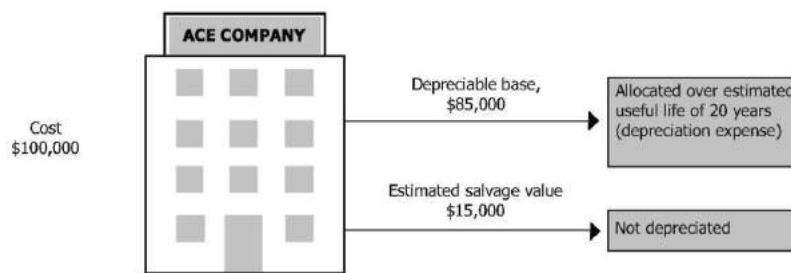 ACE COMPANY
Cost
$100,000
Depreciable base,
$85,000
Allocated over estimated
useful life of 20 years
(depreciation expense)
Estimated salvage value
$15,000
Not depreciated